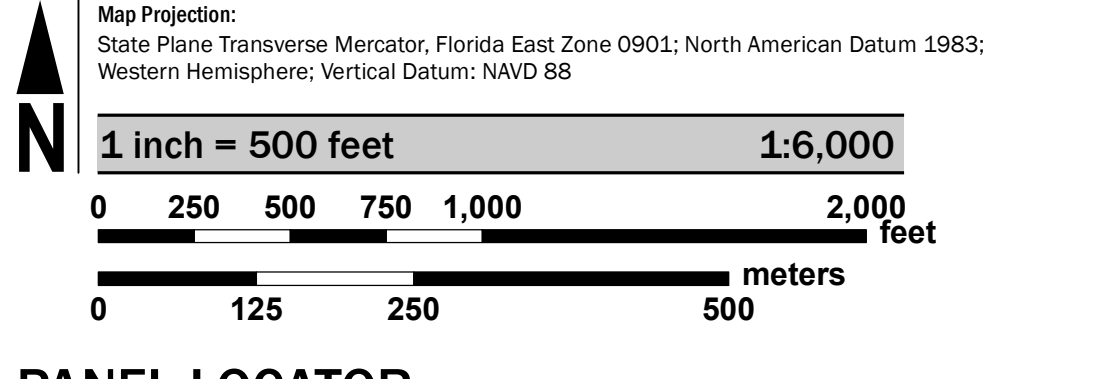 Map Projection:
State Plane Transverse Mercator, Florida East Zone 0901; North American Datum 1983;
Western Hemisphere; Vertical Datum: NAVD 88
N
1 inch = 500 feet 1:6,000
0 250 500 750 1,000 2,000
feet
meters
0 125 250 500
PANEL LOCATOR